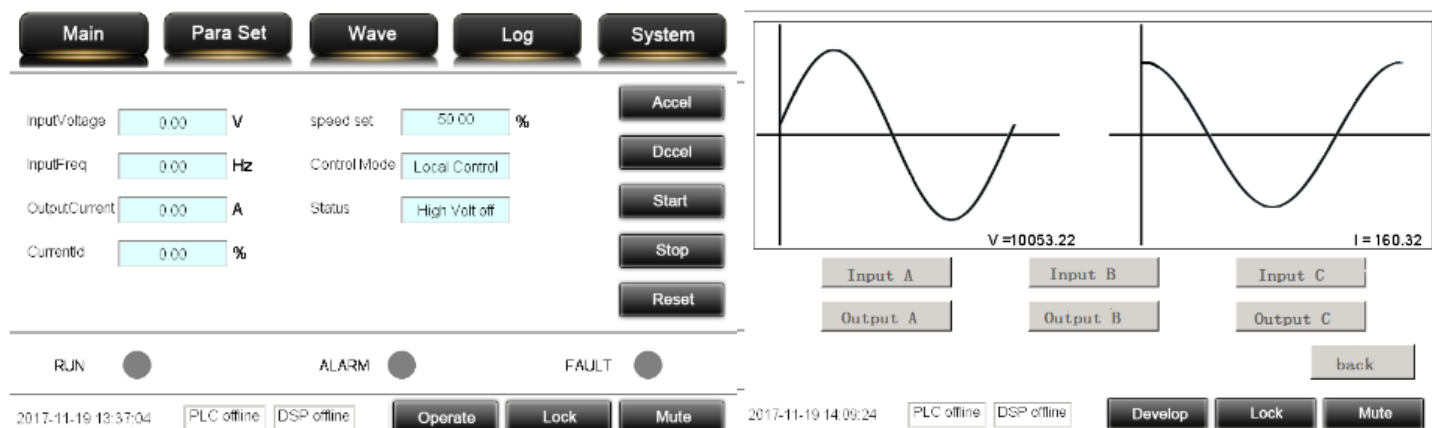 Main Para Set Wave Log System
InputVoltage 0.00 V speed set 50.00 % Accel
InputFreq 0.00 Hz Control Mode Local Control Dccel
OutputCurrent 0.00 A Status High Volt off Start
CurrentId 0.00 % Stop
Reset
RUN ALARM FAULT
2017-11-19 13:37:04 PLC offline DSP offline Operate Lock Mute
V =10053.22 I = 160.32
Input A Input B Input C
Output A Output B Output C
back
2017-11-19 14:09:24 PLC offline DSP offline Develop Lock Mute